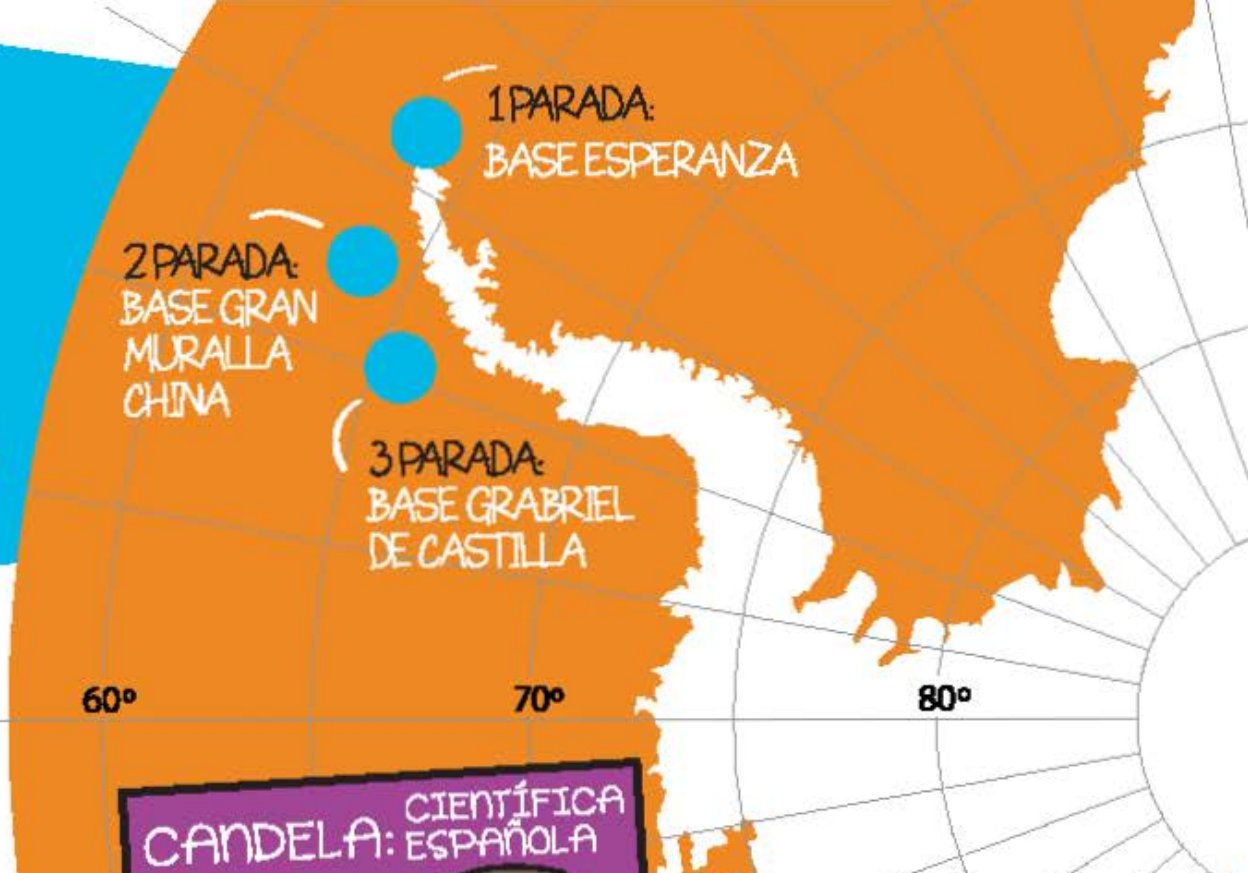 1 PARADA:
BASE ESPERANZA
2 PARADA:
BASE GRAN
MURALLA
CHINA
3 PARADA:
BASE GRABRIEL
DE CASTILLA
60º
70º
80º
CANDELA: CIENTÍFICA
ESPAÑOLA